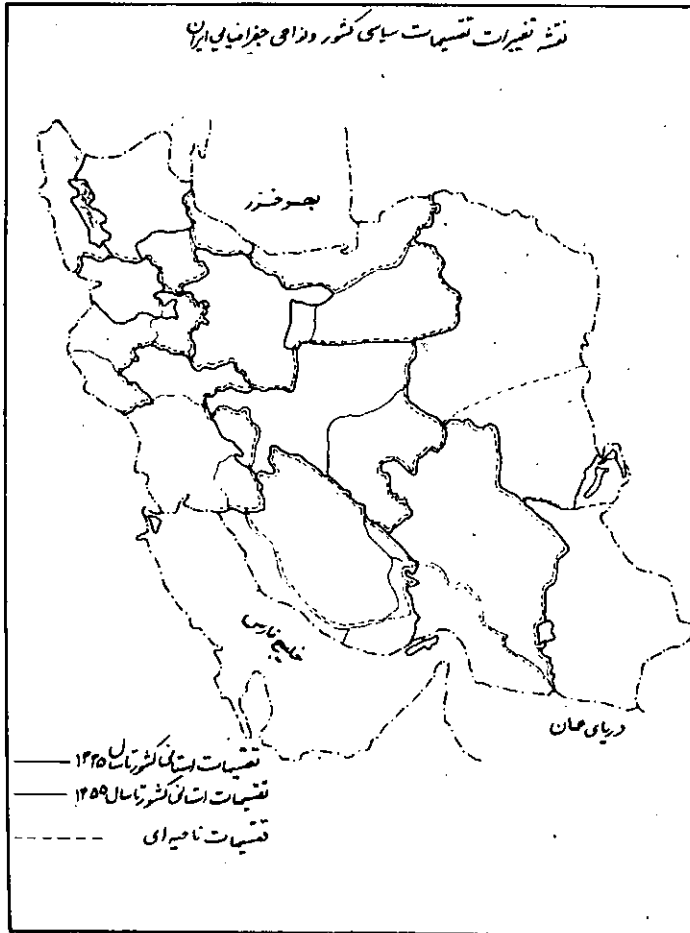 نقشه تغییرات تقسیمات سیاسی کشور و نواحی جغرافیایی ایران
بحر خزر
خلیج فارس
دریای عمان
تقسیمات استانی کشور تا سال ۱۳۲۵
تقسیمات استانی کشور تا سال ۱۳۵۹
تقسیمات ناحیه ای